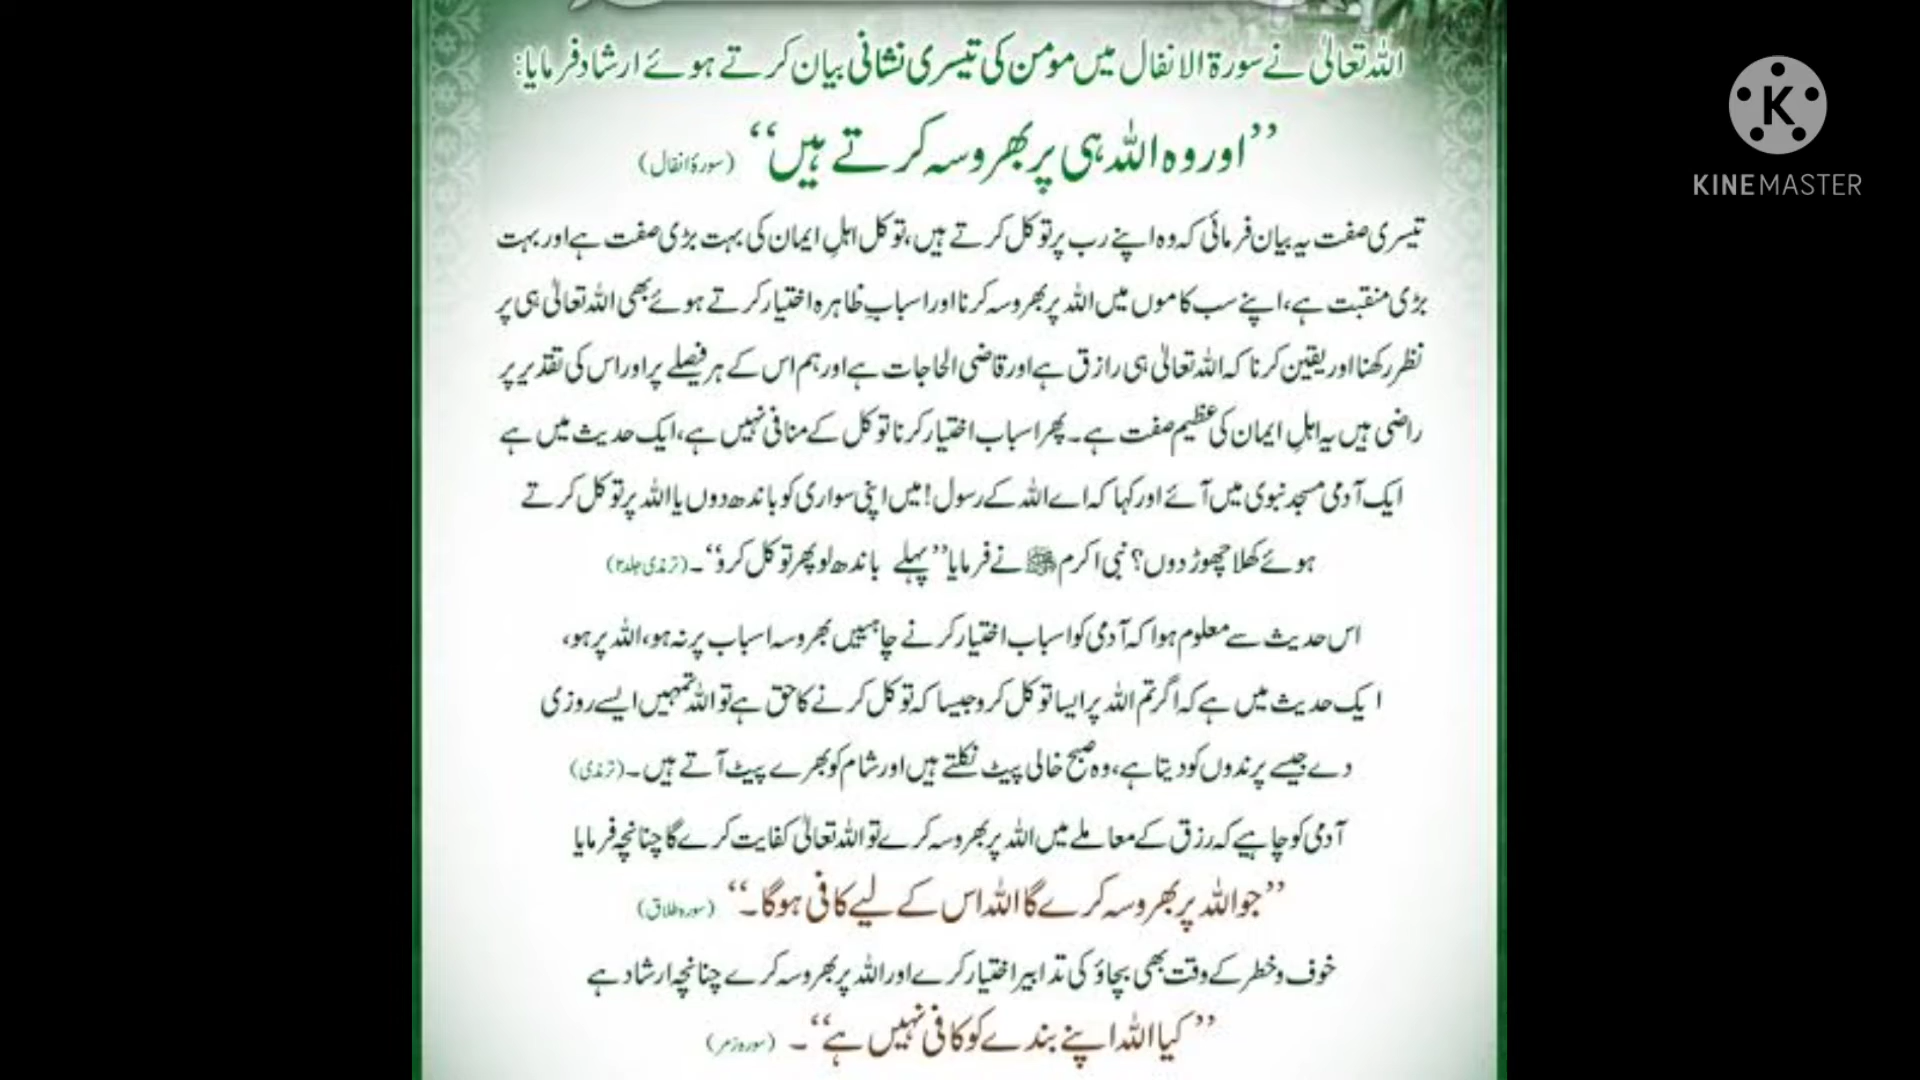 اللہ تعالیٰ نے سورۃ الانفال میں مومن کی تیسری نشانی بیان کرتے ہوئے ارشاد فرمایا:
”اور وہ اللہ ہی پر بھروسہ کرتے ہیں“ (سورۂ انفال)
تیسری صفت یہ بیان فرمائی کہ وہ اپنے رب پر توکل کرتے ہیں، توکل اہلِ ایمان کی بہت بڑی صفت ہے اور بہت
بڑی منقبت ہے، اپنے سب کاموں میں اللہ پر بھروسہ کرنا اور اسبابِ ظاہرہ اختیار کرتے ہوئے بھی اللہ تعالیٰ ہی پر
نظر رکھنا اور یقین کرنا کہ اللہ تعالیٰ ہی رازق ہے اور قاضی الحاجات ہے اور ہم اس کے ہر فیصلے پر اور اس کی تقدیر پر
راضی ہیں یہ اہلِ ایمان کی عظیم صفت ہے۔ پھر اسباب اختیار کرنا توکل کے منافی نہیں ہے، ایک حدیث میں ہے
ایک آدمی مسجد نبوی میں آئے اور کہا کہ اے اللہ کے رسول! میں اپنی سواری کو باندھ دوں یا اللہ پر توکل کرتے
ہوئے کھلا چھوڑ دوں؟ نبی اکرم ﷺ نے فرمایا ”پہلے باندھ لو پھر توکل کرو“۔ (ترمذی جلد ۲)
اس حدیث سے معلوم ہوا کہ آدمی کو اسباب اختیار کرنے چاہییں بھروسہ اسباب پر نہ ہو، اللہ پر ہو،
ایک حدیث میں ہے کہ اگر تم اللہ پر ایسا توکل کرو جیسا کہ توکل کرنے کا حق ہے تو اللہ تمہیں ایسے روزی
دے جیسے پرندوں کو دیتا ہے، وہ صبح خالی پیٹ نکلتے ہیں اور شام کو بھرے پیٹ آتے ہیں۔ (ترمذی)
آدمی کو چاہیے کہ رزق کے معاملے میں اللہ پر بھروسہ کرے تو اللہ تعالیٰ کفایت کرے گا چنانچہ فرمایا
”جو اللہ پر بھروسہ کرے گا اللہ اس کے لیے کافی ہوگا۔“ (سورہ طلاق)
خوف و خطر کے وقت بھی بچاؤ کی تدابیر اختیار کرے اور اللہ پر بھروسہ کرے چنانچہ ارشاد ہے
”کیا اللہ اپنے بندے کو کافی نہیں ہے“۔ (سورہ زمر)
K
KINEMASTER